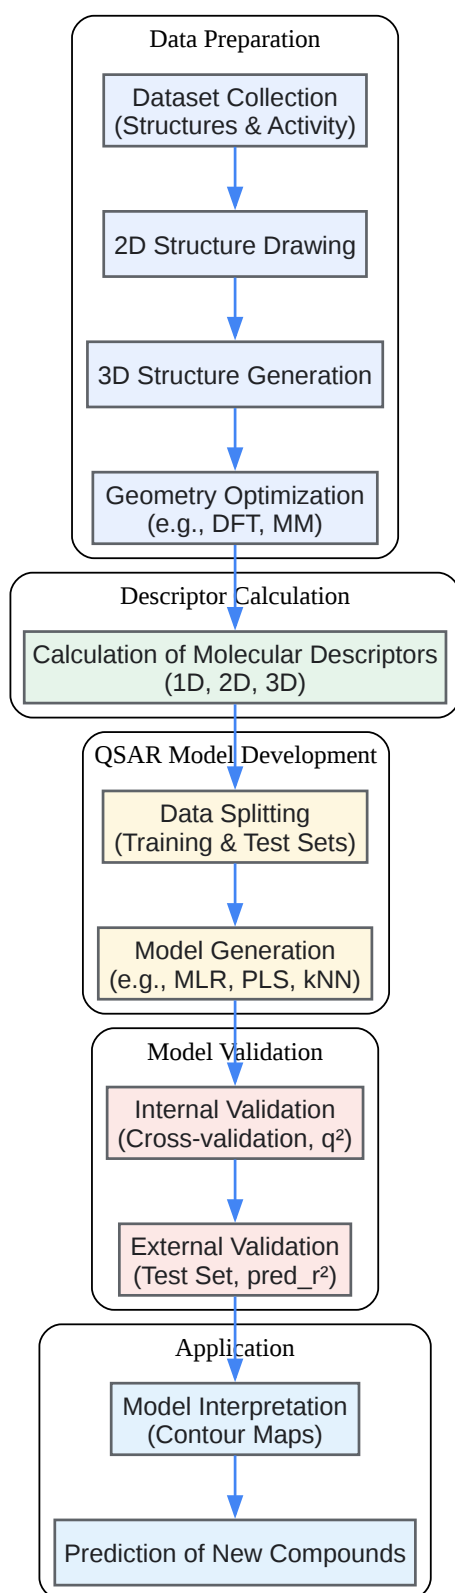 Data Preparation
Dataset Collection
(Structures & Activity)
2D Structure Drawing
3D Structure Generation
Geometry Optimization
(e.g., DFT, MM)
Descriptor Calculation
Calculation of Molecular Descriptors
(1D, 2D, 3D)
QSAR Model Development
Data Splitting
(Training & Test Sets)
Model Generation
(e.g., MLR, PLS, kNN)
Model Validation
Internal Validation
(Cross-validation, q²)
External Validation
(Test Set, pred_r²)
Application
Model Interpretation
(Contour Maps)
Prediction of New Compounds